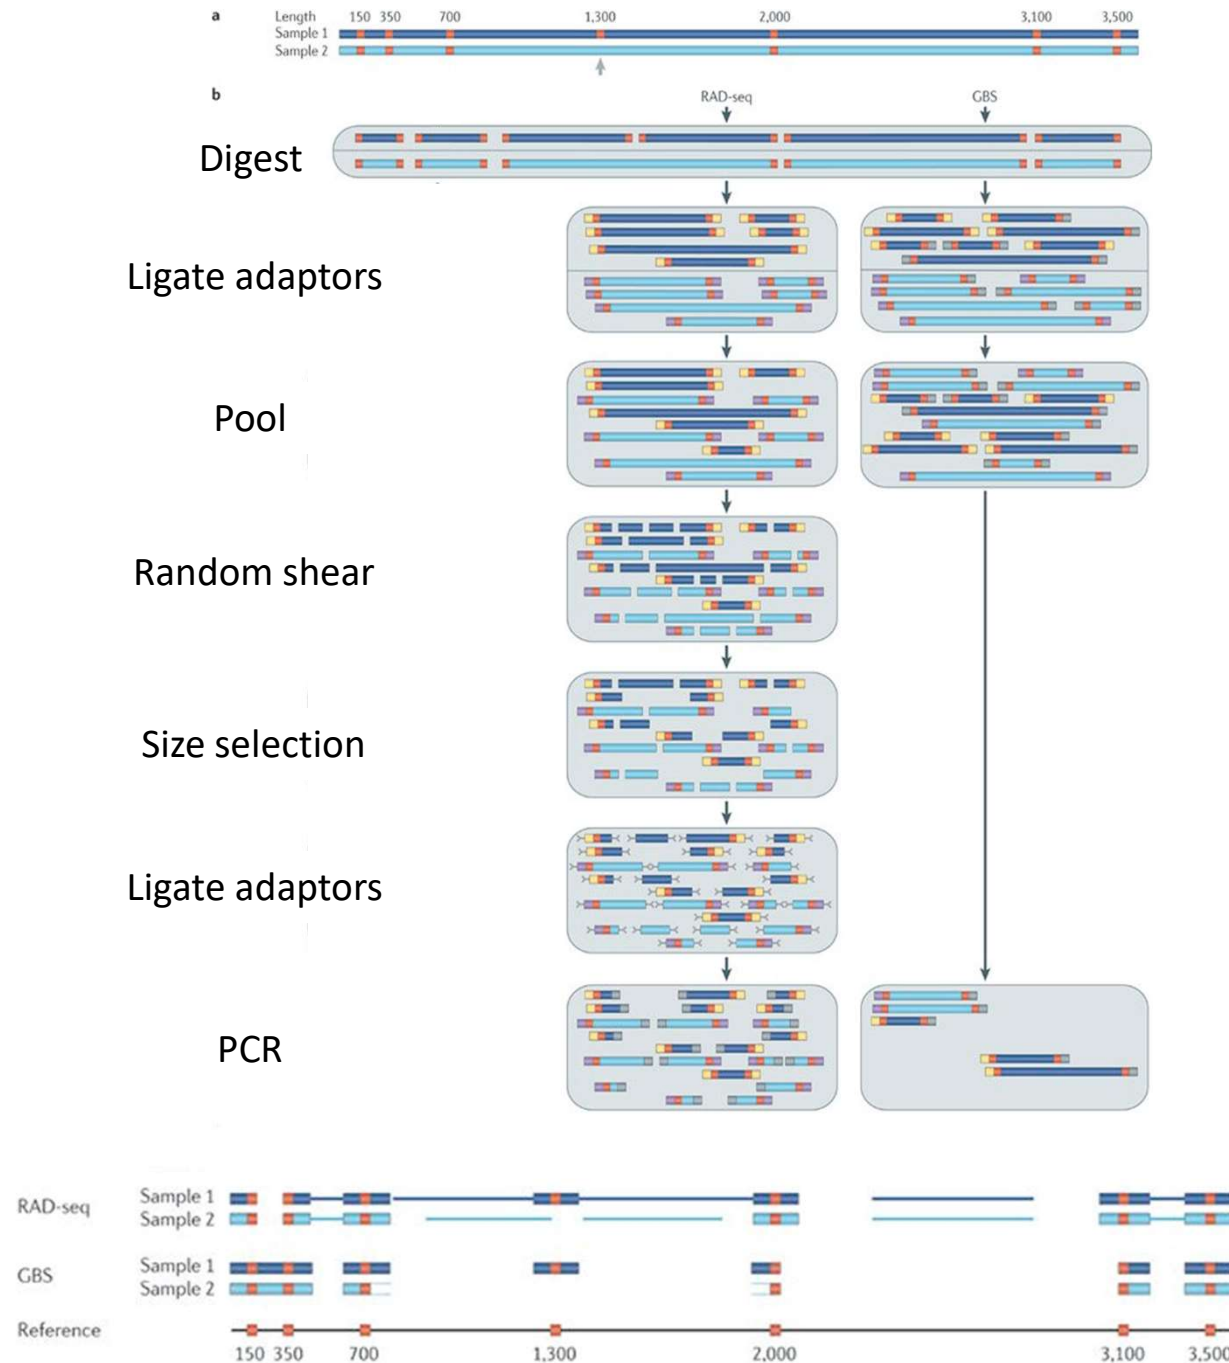 a Length 150 350 700 1,300 2,000 3,100 3,500
Sample 1
Sample 2
b RAD-seq GBS
Digest
Ligate adaptors
Pool
Random shear
Size selection
Ligate adaptors
PCR
RAD-seq Sample 1
Sample 2
GBS Sample 1
Sample 2
Reference
150 350 700 1,300 2,000 3,100 3,500